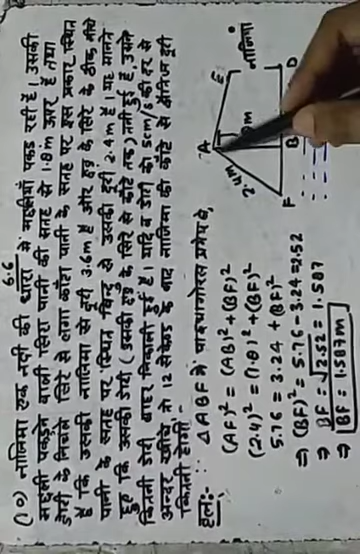 (10) नाज़िमा एक नदी की धारा में मछलियाँ पकड़ रही है। उसकी
6.6
मछली पकड़ने वाली सिरा पानी की सतह से 1.8m ऊपर है तथा
डोरी के निचले सिरे से लगा काँटा पानी के सतह पर इस प्रकार स्थित
है कि उसकी नाज़िमा से दूरी 3.6m है और छड़ के सिरे के ठीक नीचे
पानी के सतह पर स्थित बिन्दु से उसकी दूरी 2.4m है। यह मानते
हुए कि उसकी डोरी (उसकी छड़ के सिरे से काँटे तक) तनी हुई है, उसने
कितनी डोरी बाहर निकाली हुई है। यदि व डोरी को 5cm/s की दर से
अन्दर खींचे तो 12 सेकेंड के बाद नाज़िमा की काँटे से क्षैतिज दूरी
कितनी होगी -
हलः- ∵ △ABF में पाइथागोरस प्रमेय से,
(AF)² = (AB)² + (BF)²
(2.4)² = (1.8)² + (BF)²
5.76 = 3.24 + (BF)²
⇒ (BF)² = 5.76 - 3.24 = 2.52
⇒ BF = √2.52 = 1.587
⇒ BF = 1.587m
A
E
नाज़िमा
2.4m
8m
F
B
D